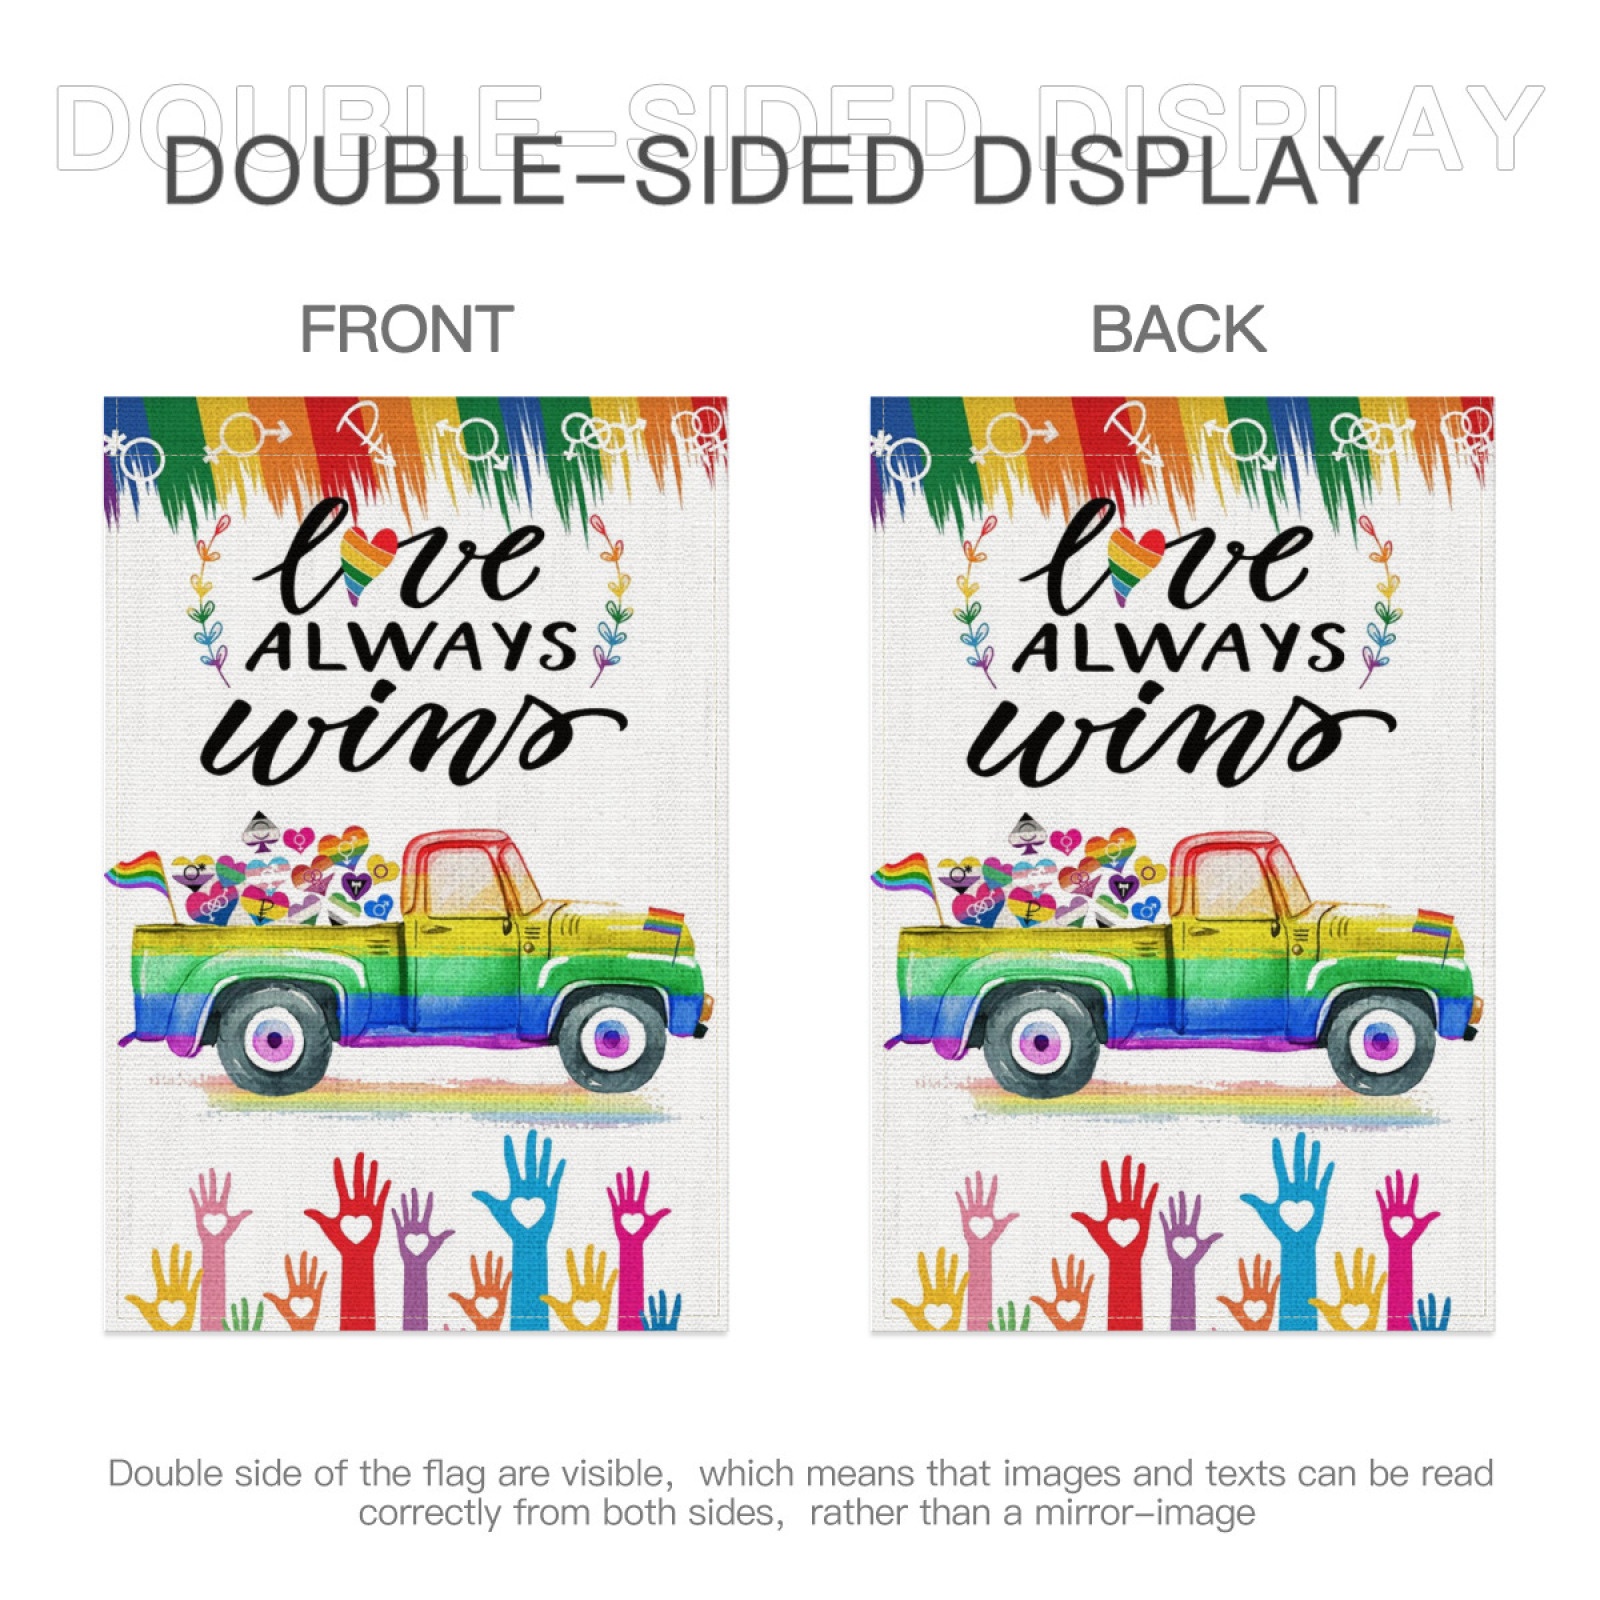 DOUBLE-SIDED DISPLAY
DOUBLE-SIDED DISPLAY
FRONT
BACK
love
ALWAYS
wins
love
ALWAYS
wins
Double side of the flag are visible, which means that images and texts can be read
correctly from both sides, rather than a mirror-image